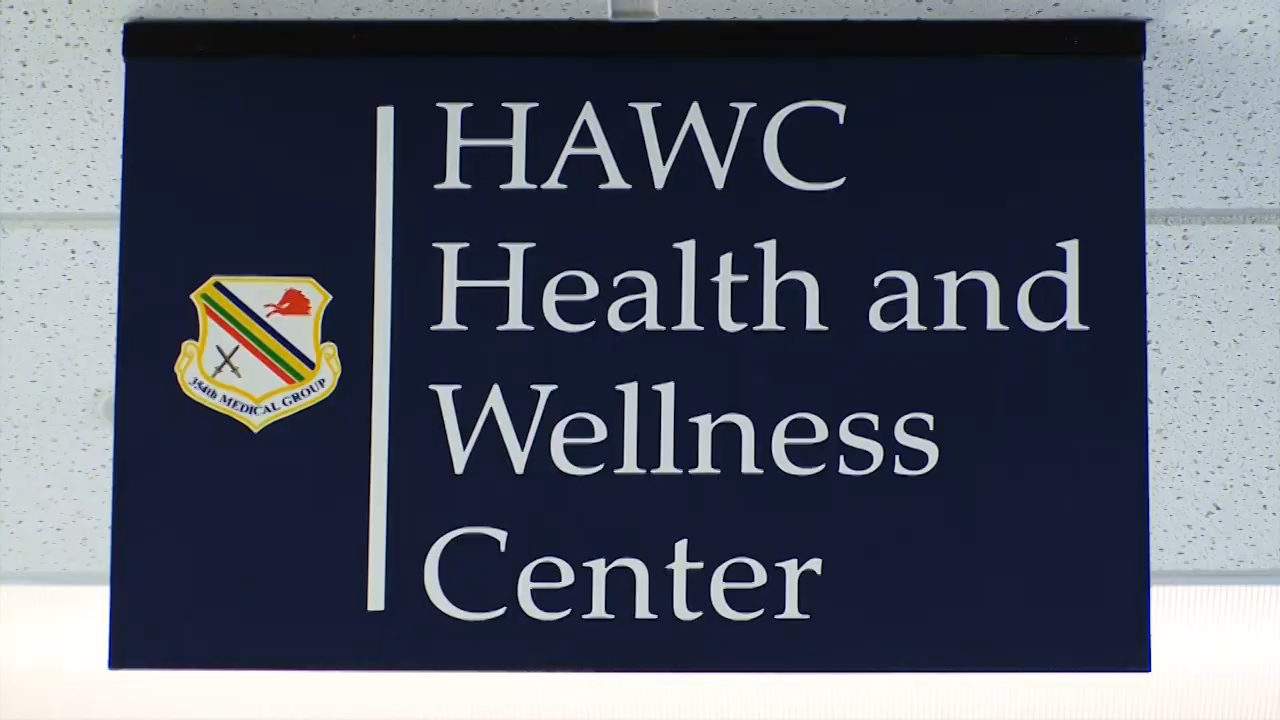 HAWC
Health and
Wellness
Center
354th MEDICAL GROUP